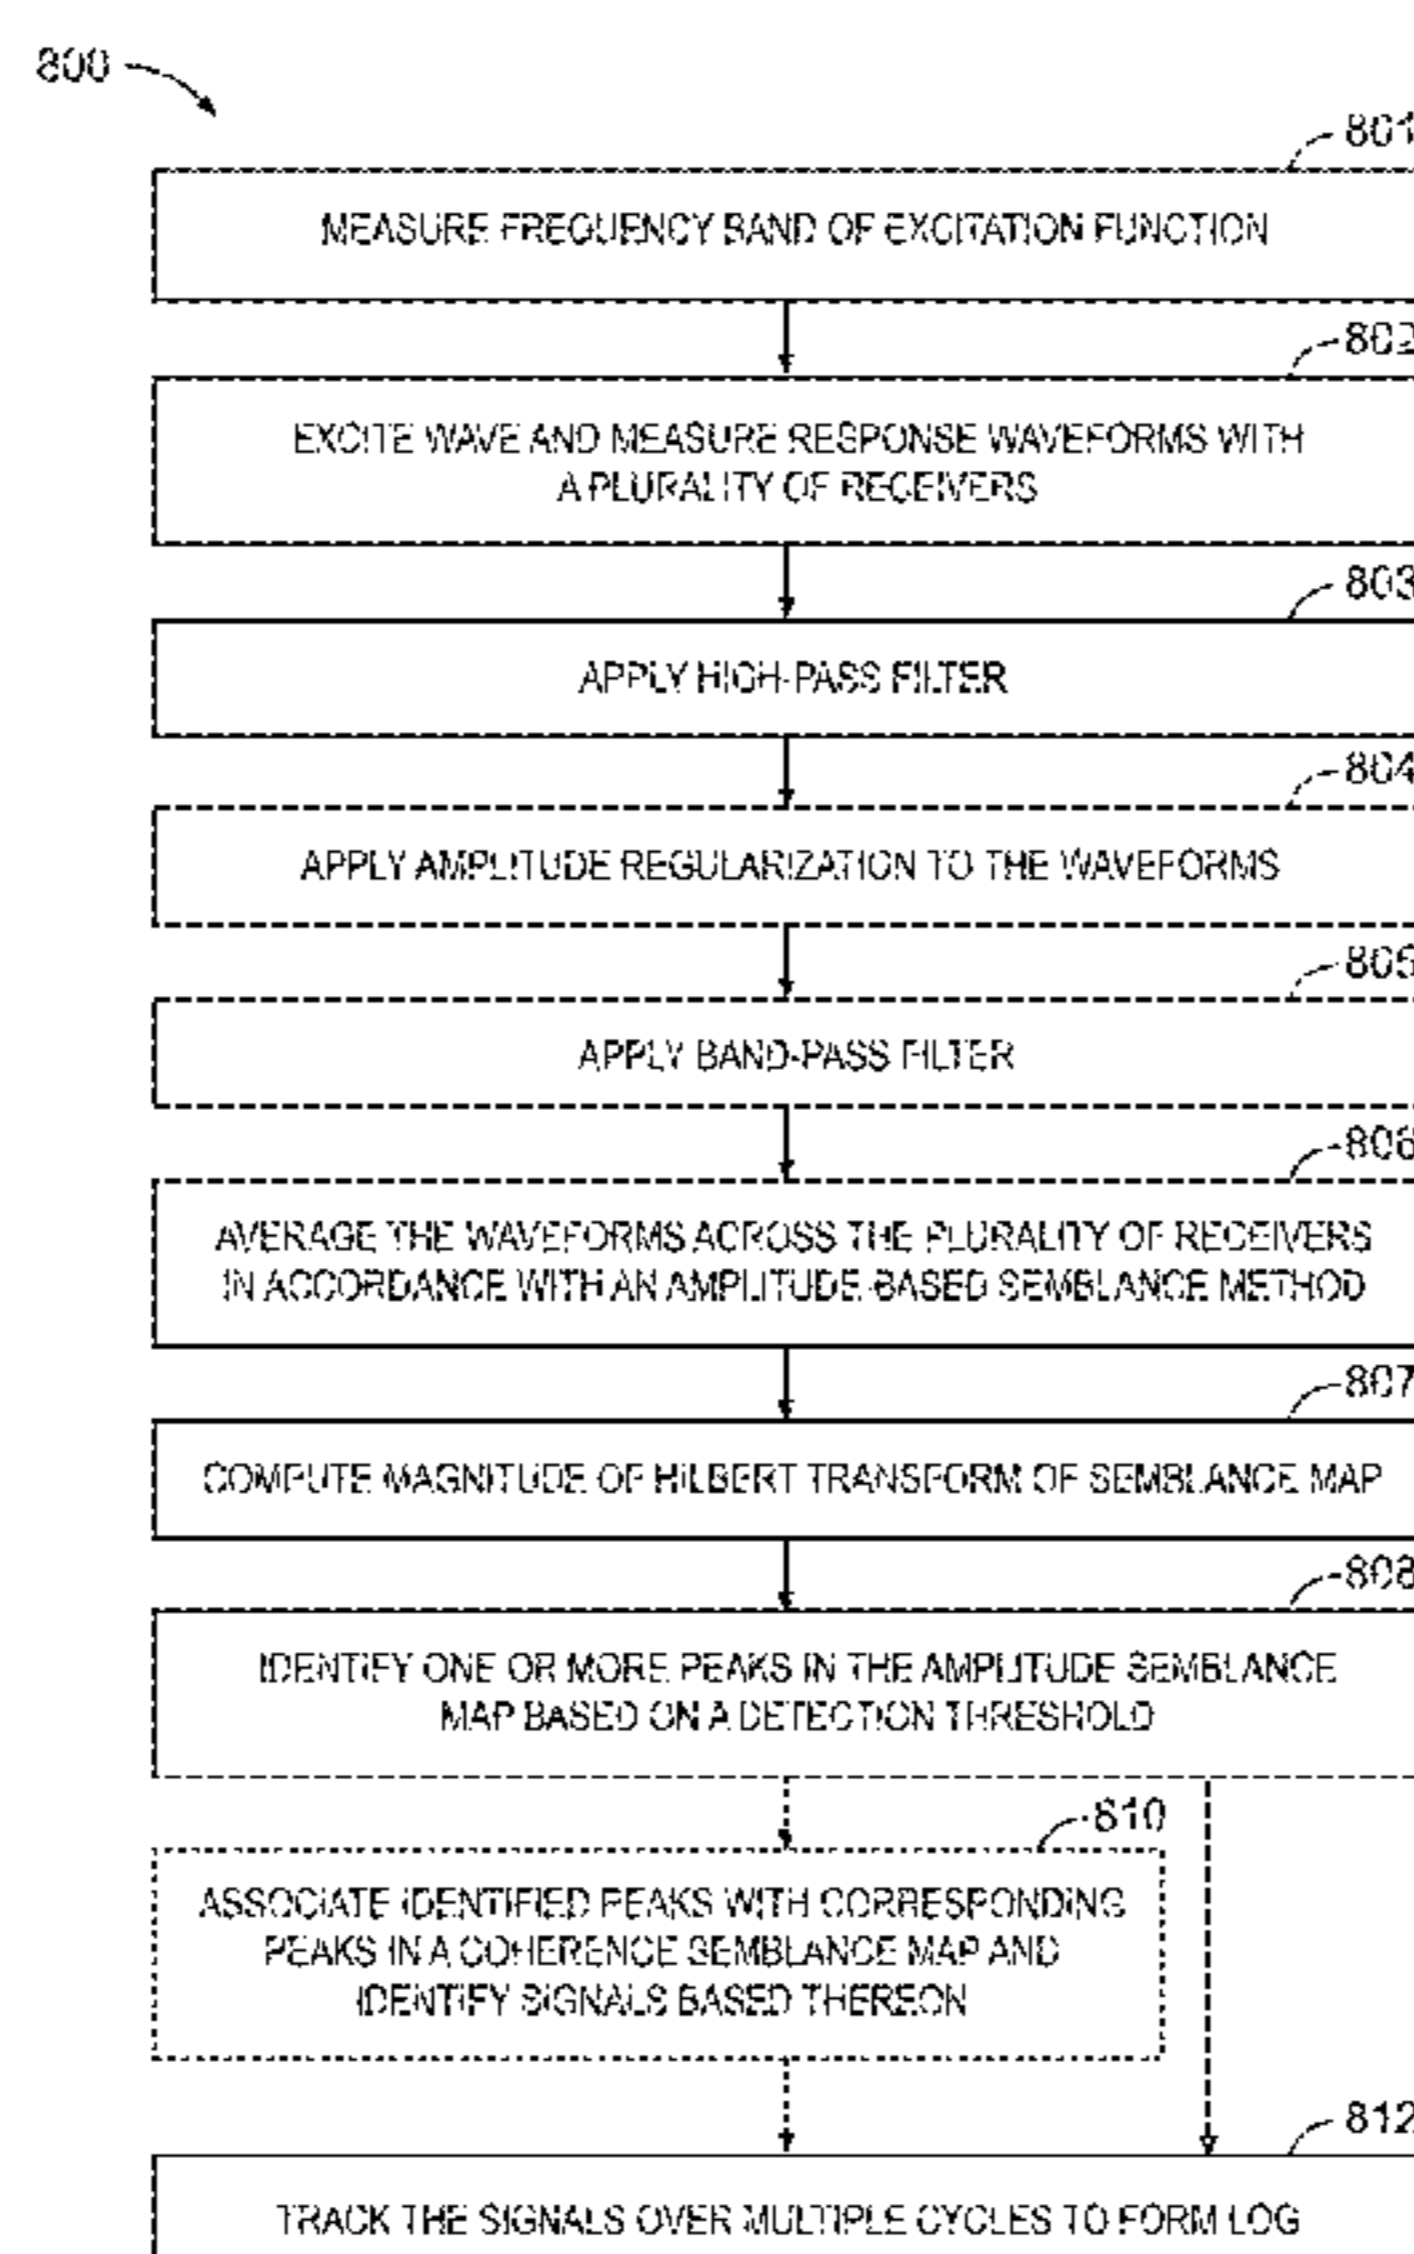 800
801
MEASURE FREQUENCY BAND OF EXCITATION FUNCTION
802
EXCITE WAVE AND MEASURE RESPONSE WAVEFORMS WITH
A PLURALITY OF RECEIVERS
803
APPLY HIGH-PASS FILTER
804
APPLY AMPLITUDE REGULARIZATION TO THE WAVEFORMS
805
APPLY BAND-PASS FILTER
806
AVERAGE THE WAVEFORMS ACROSS THE PLURALITY OF RECEIVERS
IN ACCORDANCE WITH AN AMPLITUDE-BASED SEMBLANCE METHOD
807
COMPUTE MAGNITUDE OF HILBERT TRANSFORM OF SEMBLANCE MAP
808
IDENTIFY ONE OR MORE PEAKS IN THE AMPLITUDE SEMBLANCE
MAP BASED ON A DETECTION THRESHOLD
810
ASSOCIATE IDENTIFIED PEAKS WITH CORRESPONDING
PEAKS IN A COHERENCE SEMBLANCE MAP AND
IDENTIFY SIGNALS BASED THEREON
812
TRACK THE SIGNALS OVER MULTIPLE CYCLES TO FORM LOG